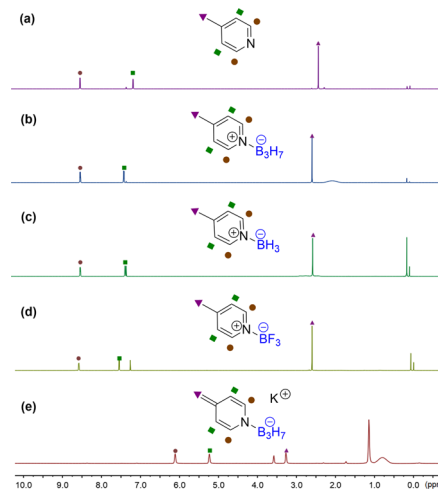 (a)
N
(b)
⊕ ⊖
N
B3H7
(c)
⊕ ⊖
N
BH3
(d)
⊕ ⊖
N
BF3
(e)
K⊕
⊖
N
B3H7
10.0 9.0 8.0 7.0 6.0 5.0 4.0 3.0 2.0 1.0 0.0 (ppm